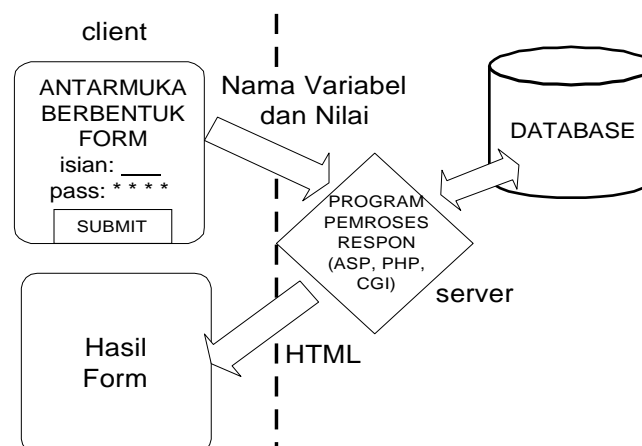 client
ANTARMUKA
BERBENTUK
FORM
isian: ___
pass: * * * *
SUBMIT
Nama Variabel
dan Nilai
DATABASE
PROGRAM
PEMROSES
RESPON
(ASP, PHP,
CGI)
server
Hasil
Form
HTML